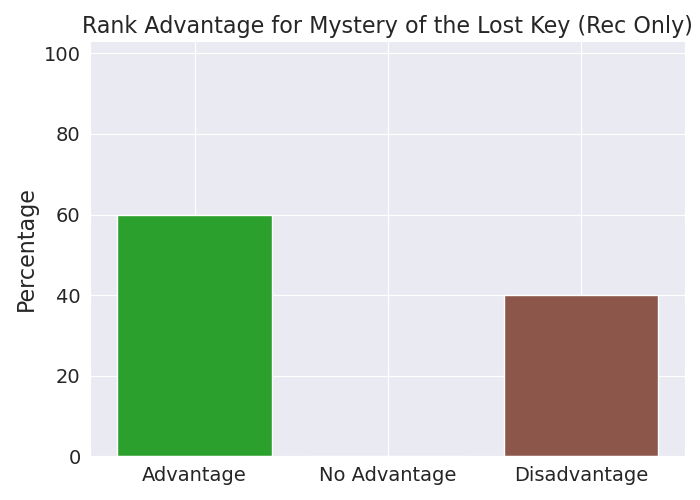 Rank Advantage for Mystery of the Lost Key (Rec Only)
100
80
60
40
20
0
Percentage
Advantage No Advantage Disadvantage